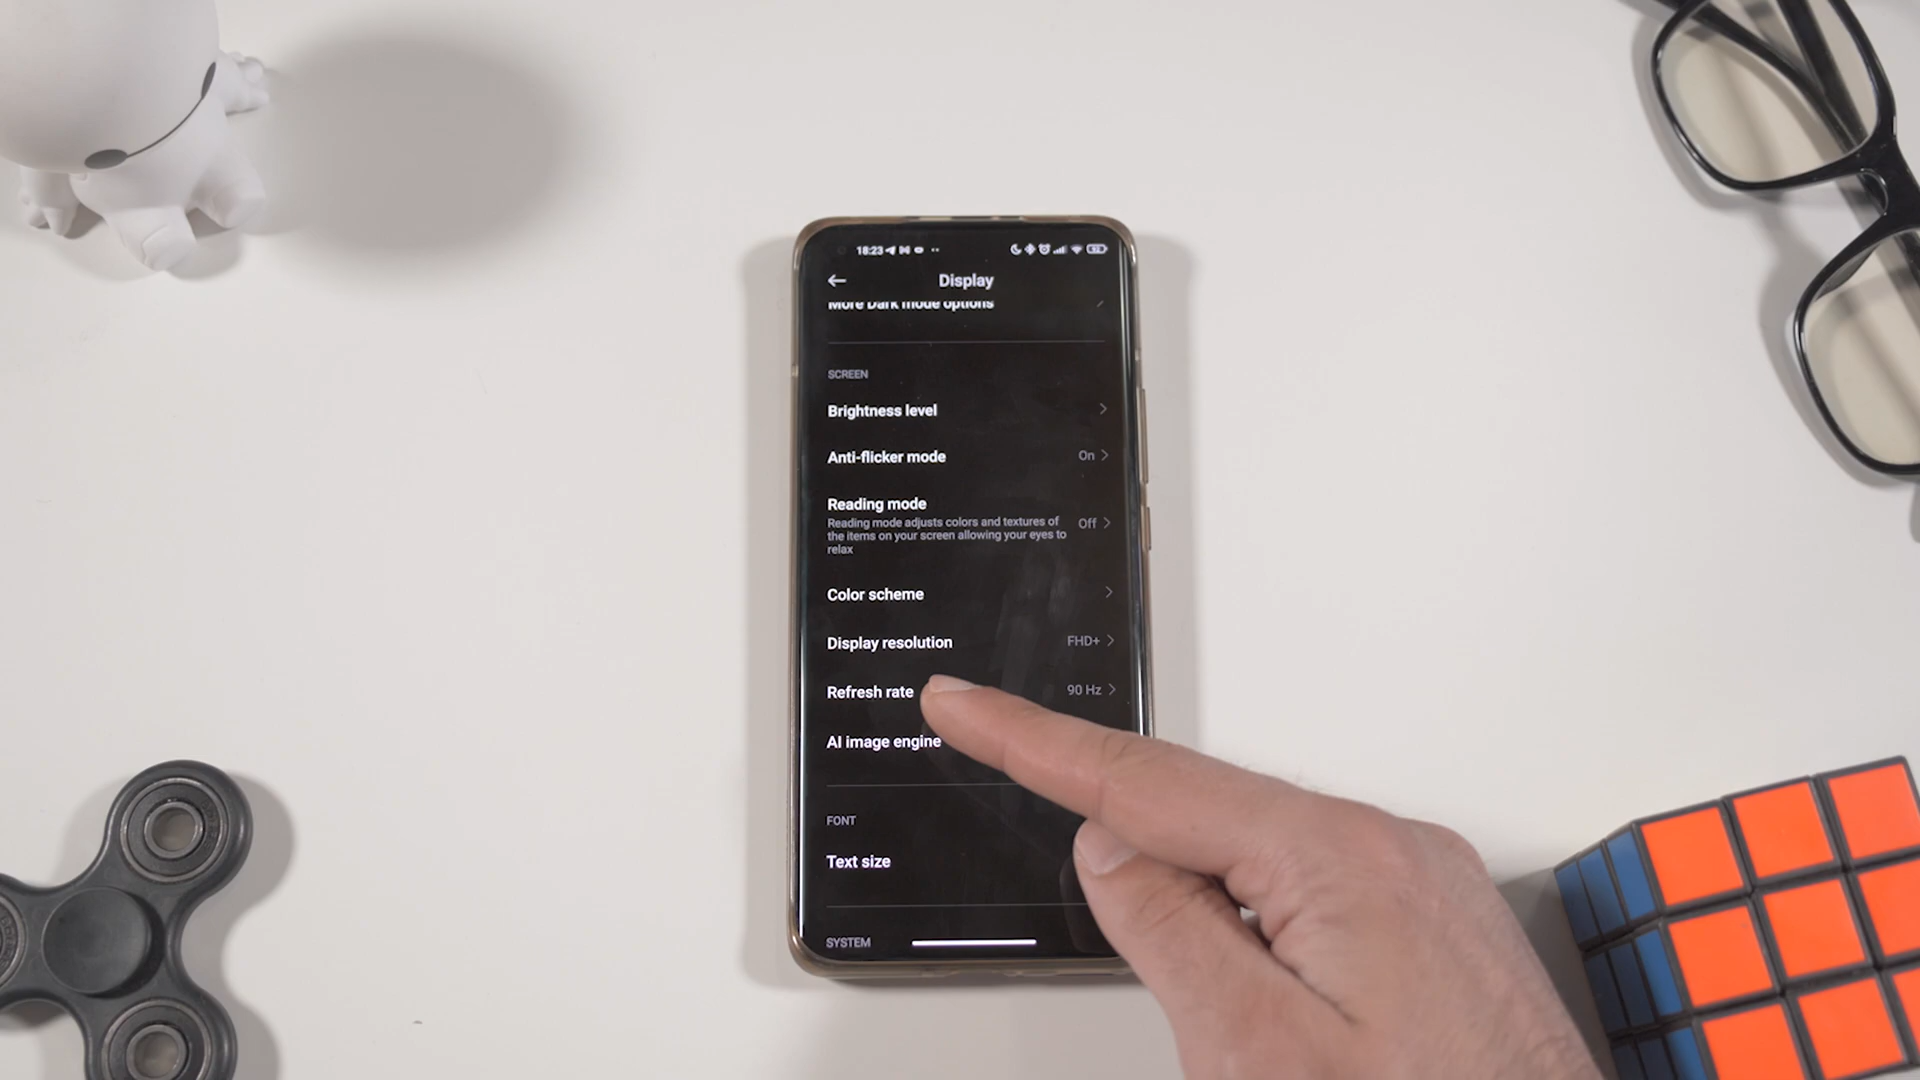 18:23
Display
More Dark mode options
SCREEN
Brightness level
Anti-flicker mode On
Reading mode
Reading mode adjusts colors and textures of
the items on your screen allowing your eyes to
relax
Off
Color scheme
Display resolution FHD+
Refresh rate 90 Hz
AI image engine
FONT
Text size
SYSTEM